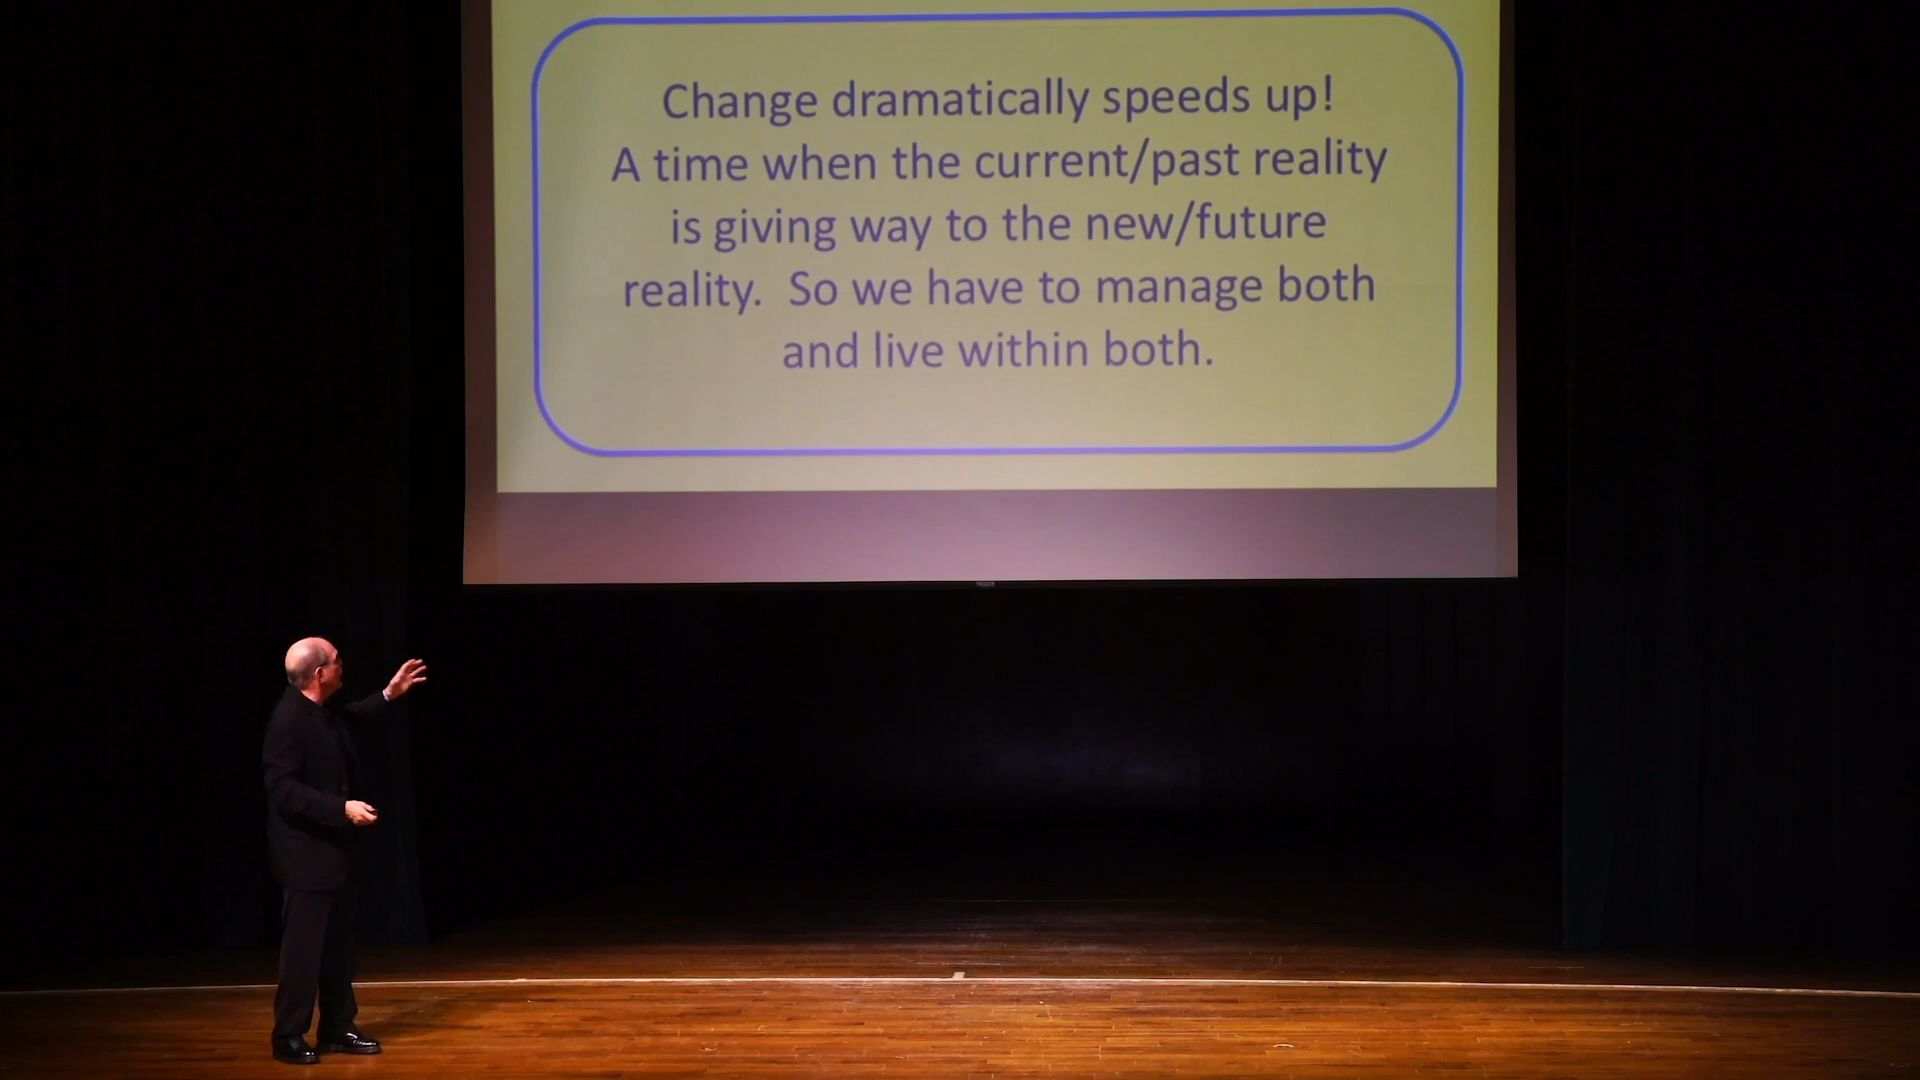 Change dramatically speeds up!
A time when the current/past reality
is giving way to the new/future
reality.  So we have to manage both
and live within both.